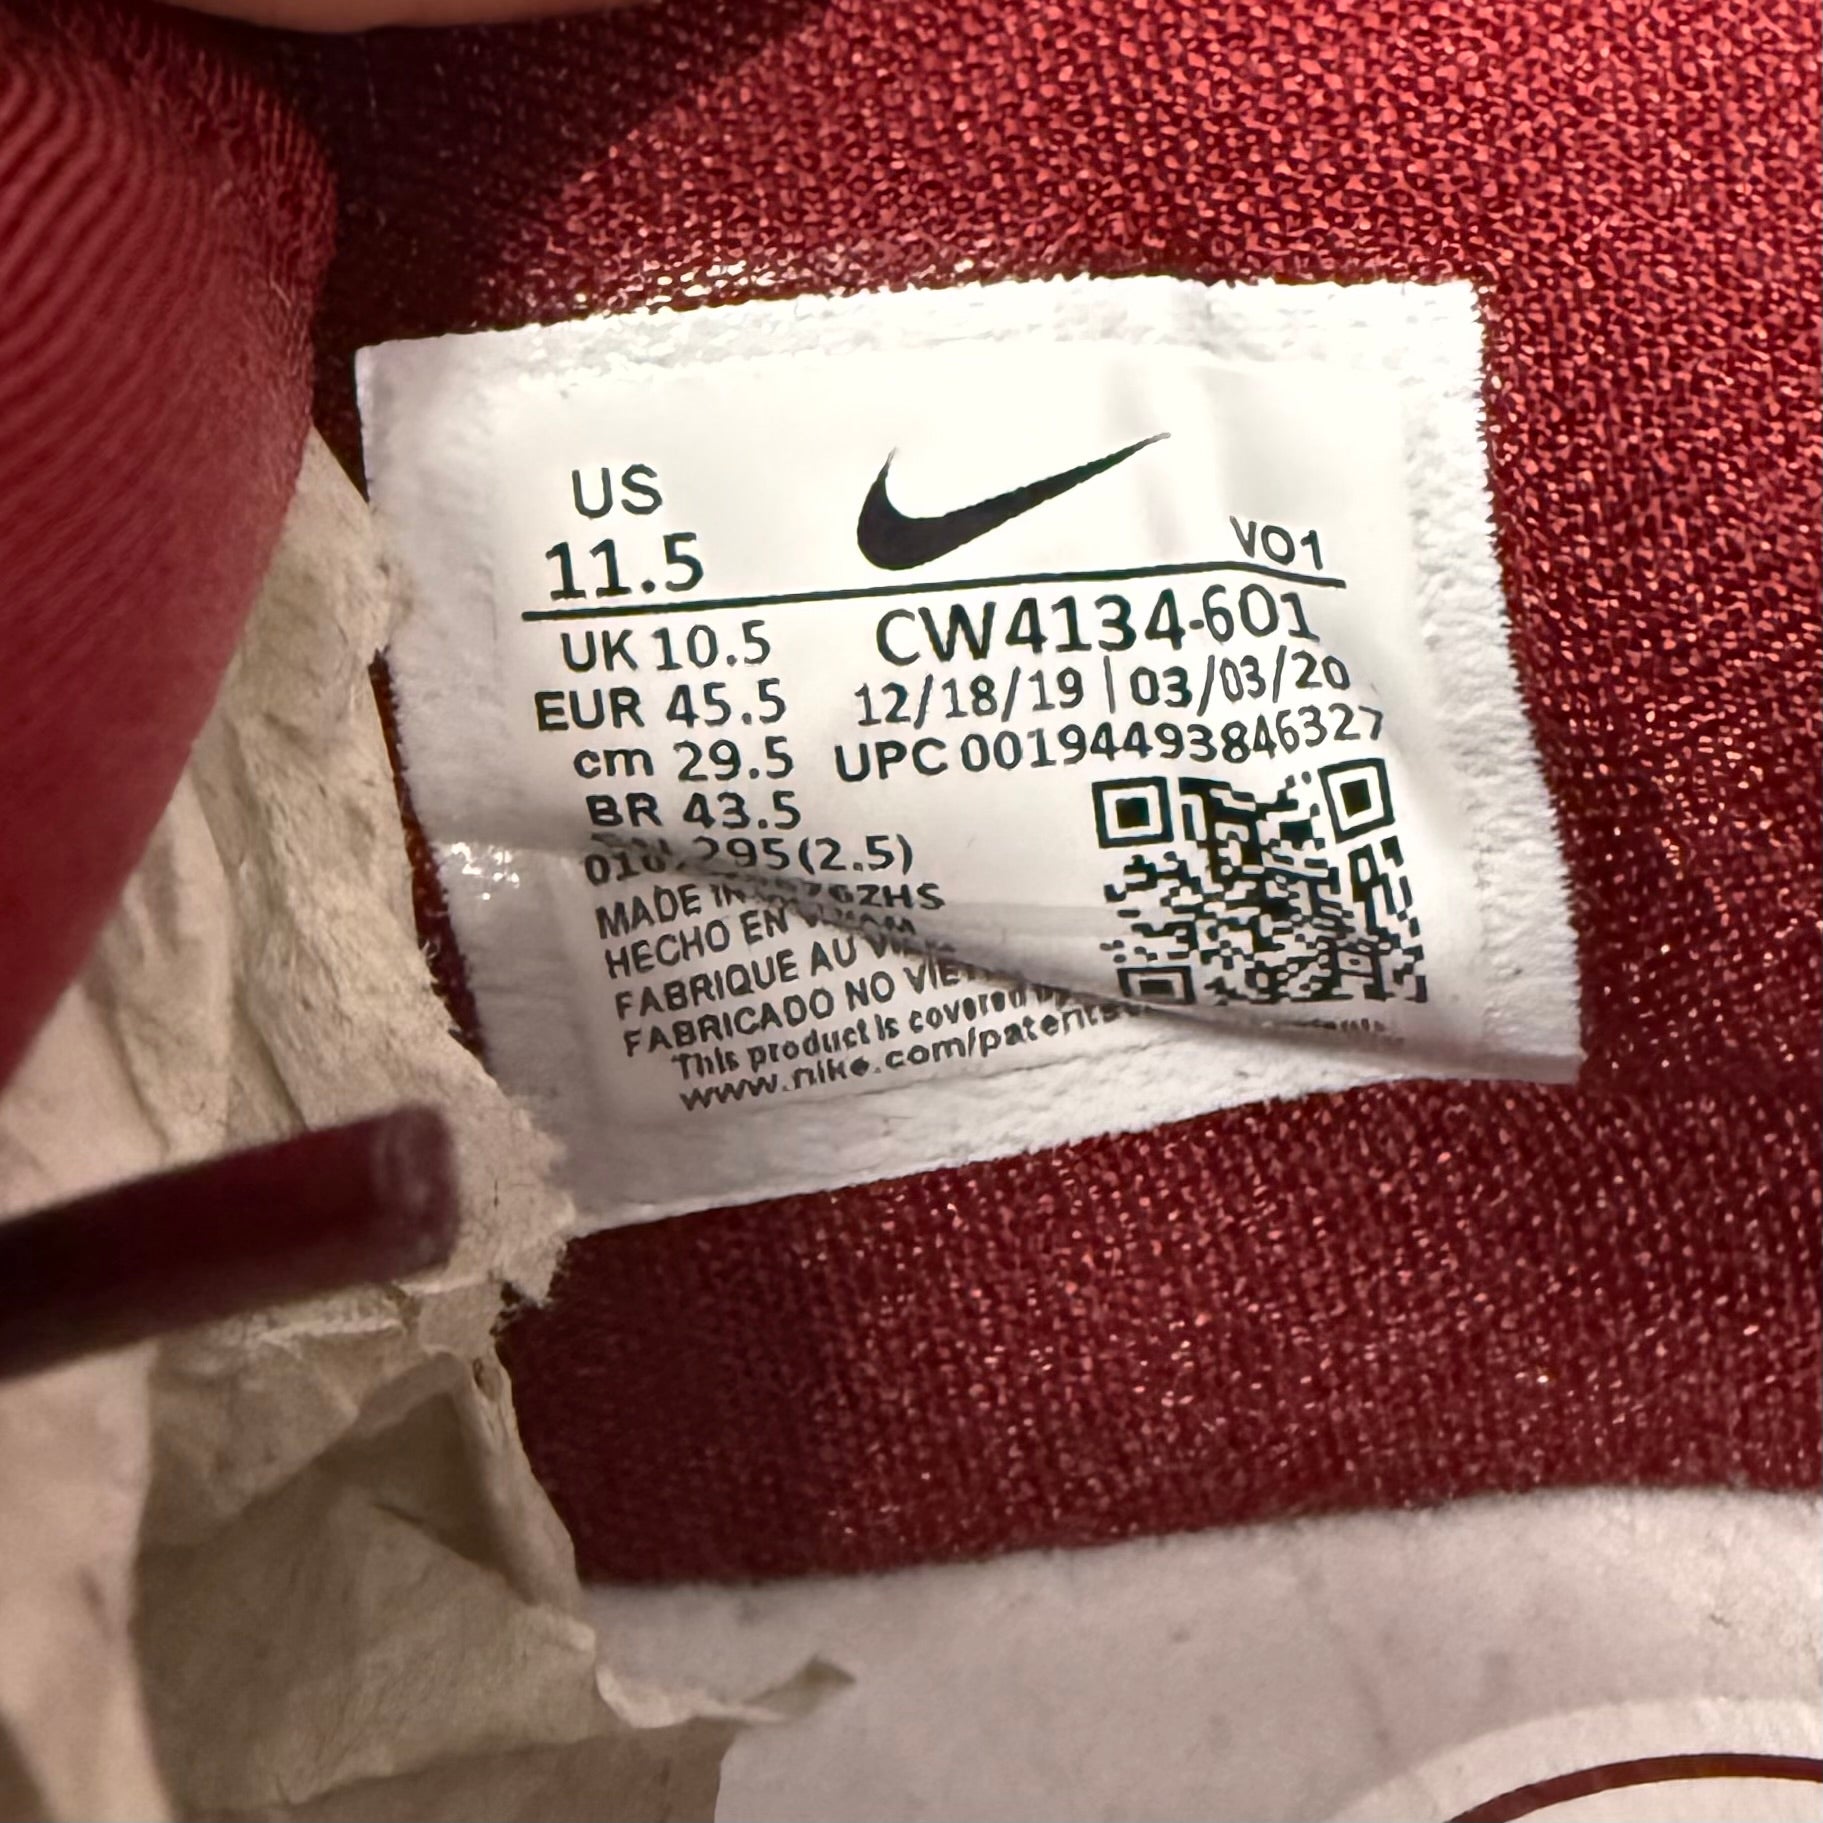 US
11.5
VO1
UK 10.5
CW4134-601
EUR 45.5
12/18/19 | 03/03/20
cm 29.5
UPC 00194493846327
BR 43.5
295(2.5)
MADE IN
HECHO EN
FABRIQUE AU
FABRICADO NO
This product is covered
www.nike.com/patents